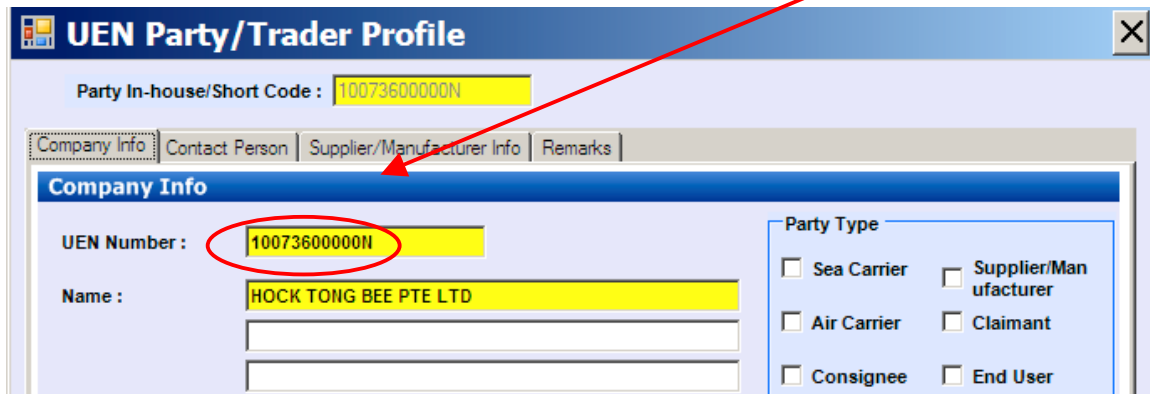 UEN Party/Trader Profile
Party In-house/Short Code : 10073600000N
Company Info Contact Person Supplier/Manufacturer Info Remarks
Company Info
UEN Number : 10073600000N
Name : HOCK TONG BEE PTE LTD
Party Type
Sea Carrier Supplier/Man
ufacturer
Air Carrier Claimant
Consignee End User